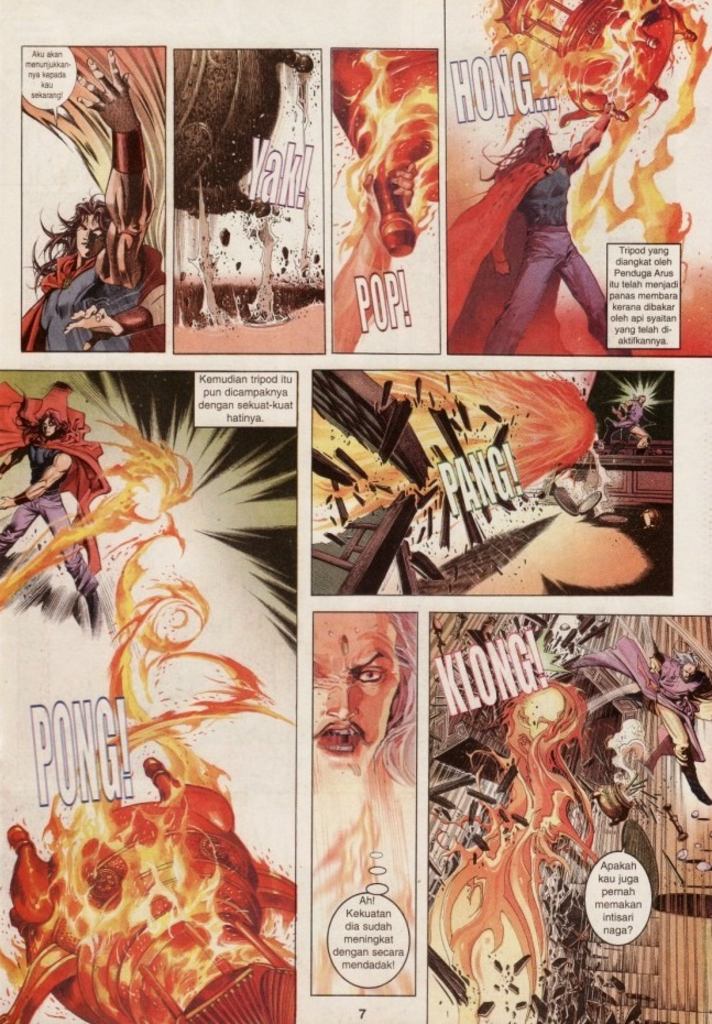 Aku akan
menunjukkan-
nya kepada
kau
sekarang!
Yak!
POP!
HONG...
Tripod yang
diangkat oleh
Penduga Arus
itu telah menjadi
panas membara
kerana dibakar
oleh api syaitan
yang telah di-
aktifkannya.
Kemudian tripod itu
pun dicampaknya
dengan sekuat-kuat
hatinya.
PONG!
PANG!
Ah!
Kekuatan
dia sudah
meningkat
dengan secara
mendadak!
KLONG!
Apakah
kau juga
pernah
memakan
intisari
naga?
7